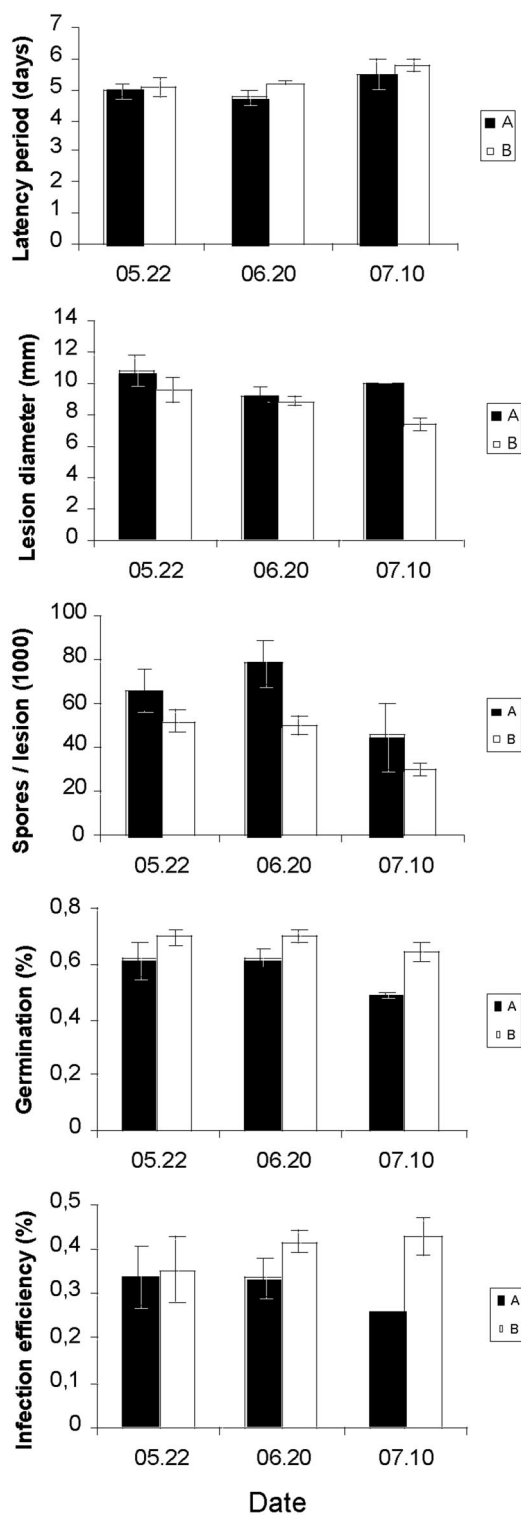 Latency period (days)
7
6
5
4
3
2
1
0
05.22 06.20 07.10
A
B
Lesion diameter (mm)
14
12
10
8
6
4
2
0
05.22 06.20 07.10
A
B
Spores / lesion (1000)
100
80
60
40
20
0
05.22 06.20 07.10
A
B
Germination (%)
0,8
0,6
0,4
0,2
0
05.22 06.20 07.10
A
B
Infection efficiency (%)
0,5
0,4
0,3
0,2
0,1
0
05.22 06.20 07.10
A
B
Date